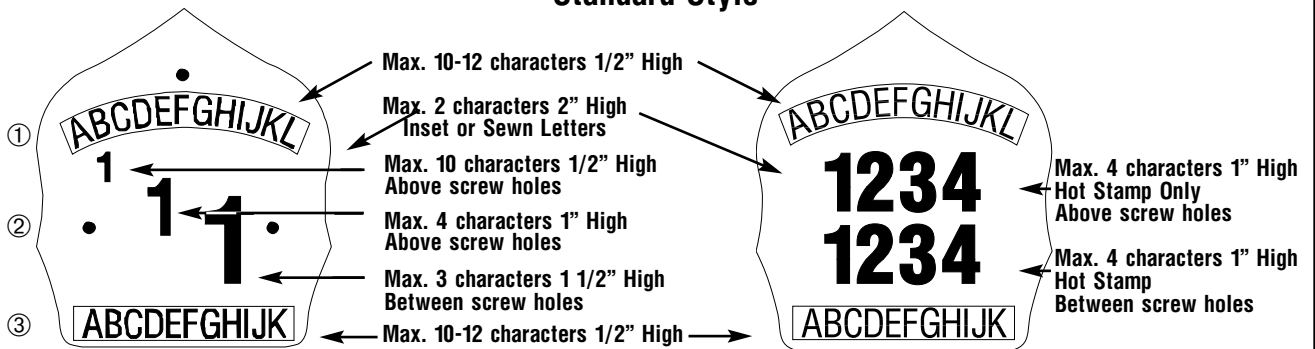 Standard Style
Max. 10-12 characters 1/2” High
Max. 2 characters 2” High
Inset or Sewn Letters
Max. 10 characters 1/2” High
Above screw holes
Max. 4 characters 1” High
Above screw holes
Max. 3 characters 1 1/2” High
Between screw holes
Max. 10-12 characters 1/2” High
①
ABCDEFGHIJKL
1
②
1
1
③
ABCDEFGHIJK
ABCDEFGHIJKL
1234
1234
ABCDEFGHIJK
Max. 4 characters 1” High
Hot Stamp Only
Above screw holes
Max. 4 characters 1” High
Hot Stamp
Between screw holes